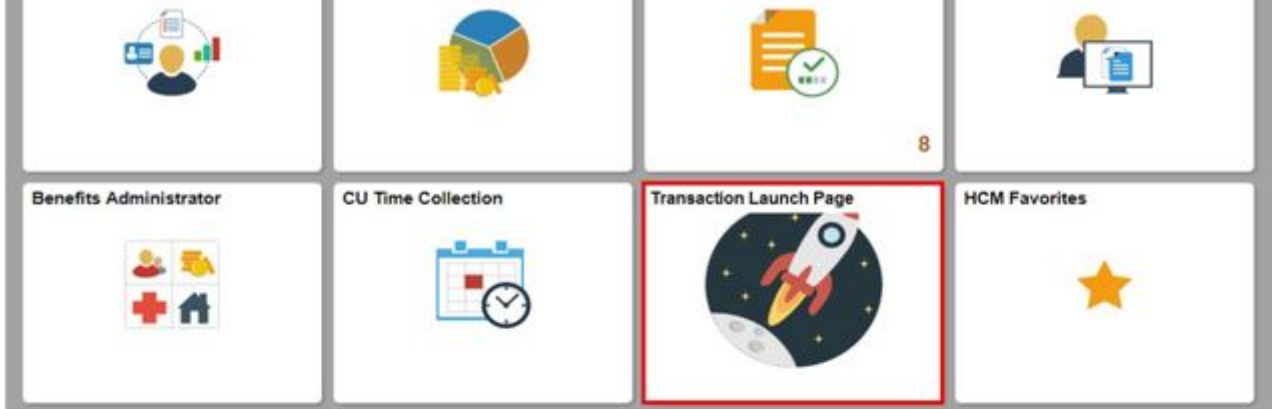 8
Benefits Administrator
CU Time Collection
Transaction Launch Page
HCM Favorites